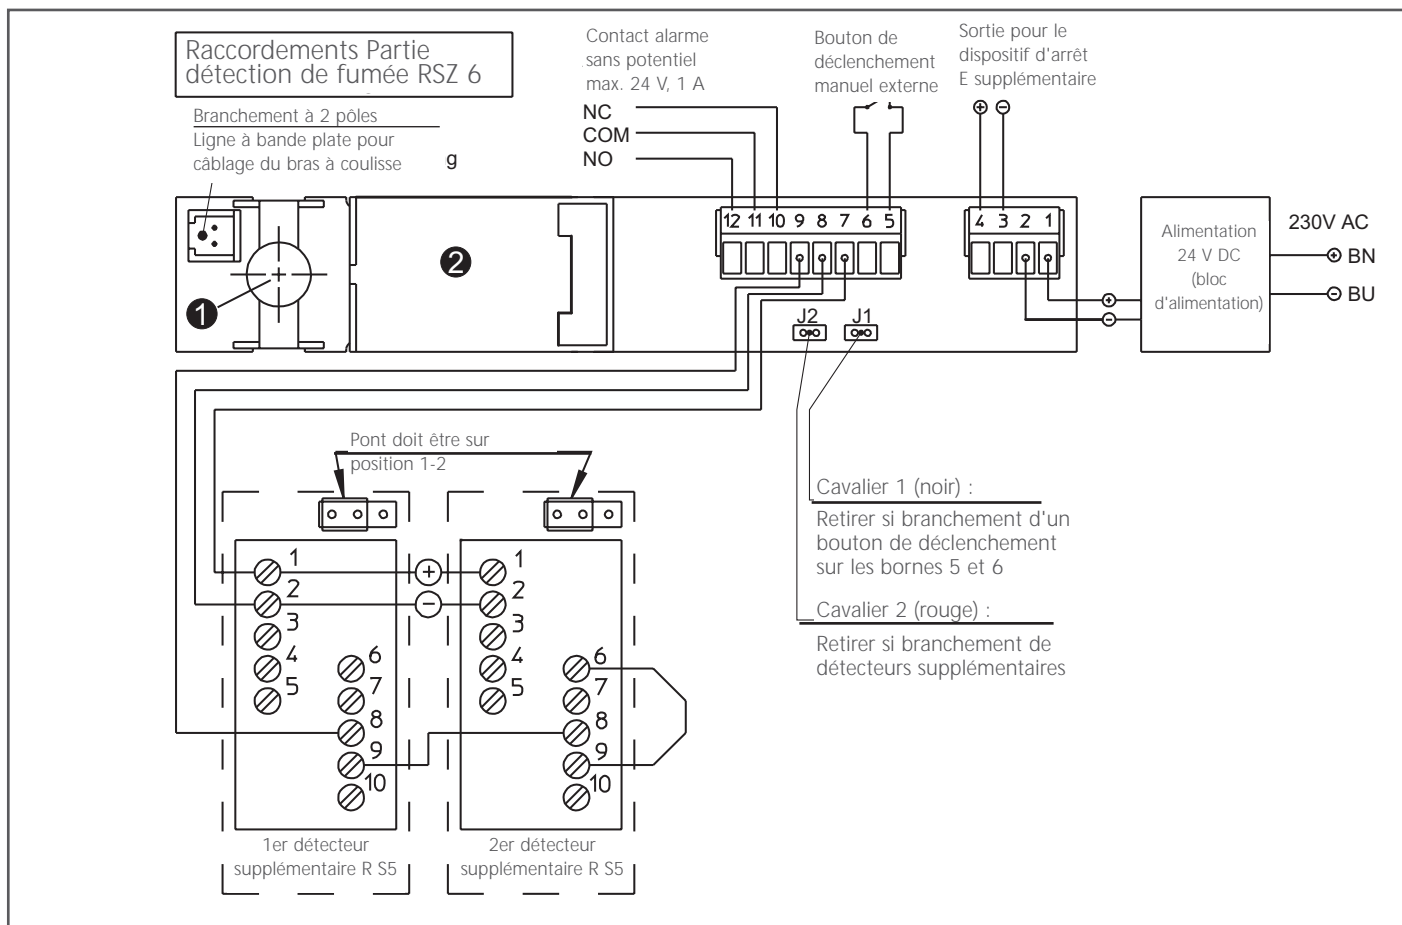 Raccordements Partie
détection de fumée RSZ 6
Branchement à 2 pôles
Ligne à bande plate pour
câblage du bras à coulisse
g
Contact alarme
sans potentiel
max. 24 V, 1 A
NC
COM
NO
Bouton de
déclenchement
manuel externe
Sortie pour le
dispositif d'arrêt
E supplémentaire
12 11 10 9 8 7 6 5
4 3 2 1
1
2
J2 J1
Alimentation
24 V DC
(bloc
d'alimentation)
230V AC
BN
BU
Pont doit être sur
position 1-2
Cavalier 1 (noir) :
Retirer si branchement d'un
bouton de déclenchement
sur les bornes 5 et 6
Cavalier 2 (rouge) :
Retirer si branchement de
détecteurs supplémentaires
1
2
3
4
5
6
7
8
9
10
1er détecteur
supplémentaire R S5
1
2
3
4
5
6
7
8
9
10
2er détecteur
supplémentaire R S5